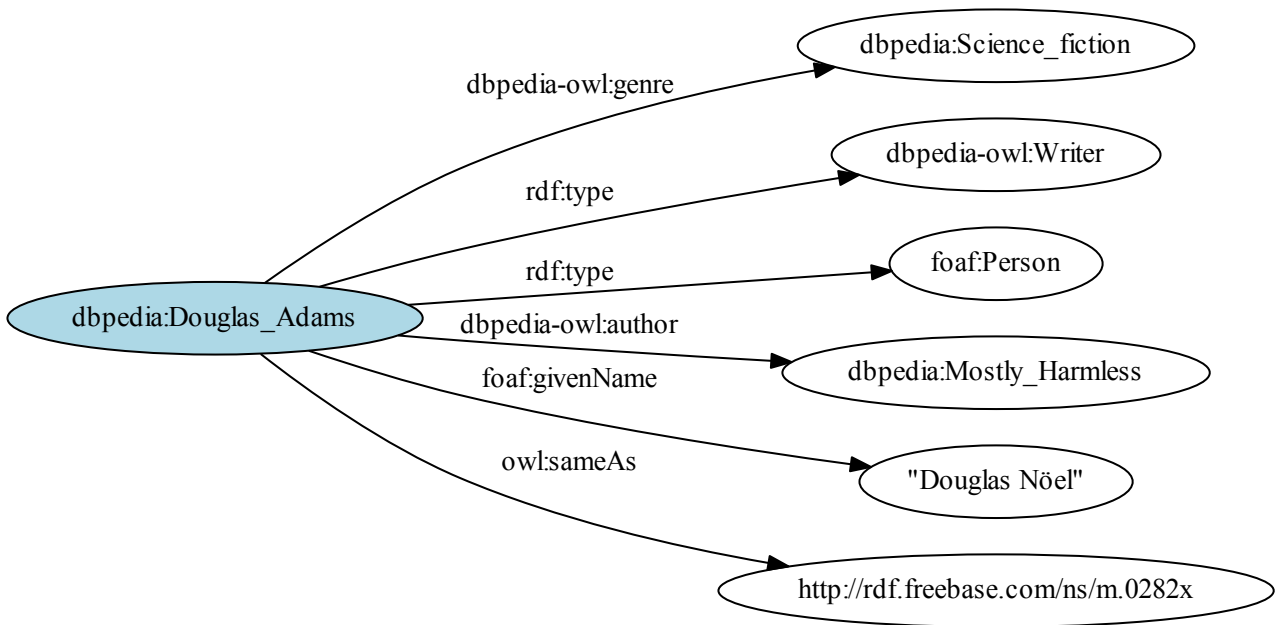 dbpedia:Science_fiction
dbpedia-owl:genre
dbpedia-owl:Writer
rdf:type
foaf:Person
rdf:type
dbpedia:Douglas_Adams
dbpedia-owl:author
dbpedia:Mostly_Harmless
foaf:givenName
owl:sameAs
"Douglas Nöel"
http://rdf.freebase.com/ns/m.0282x